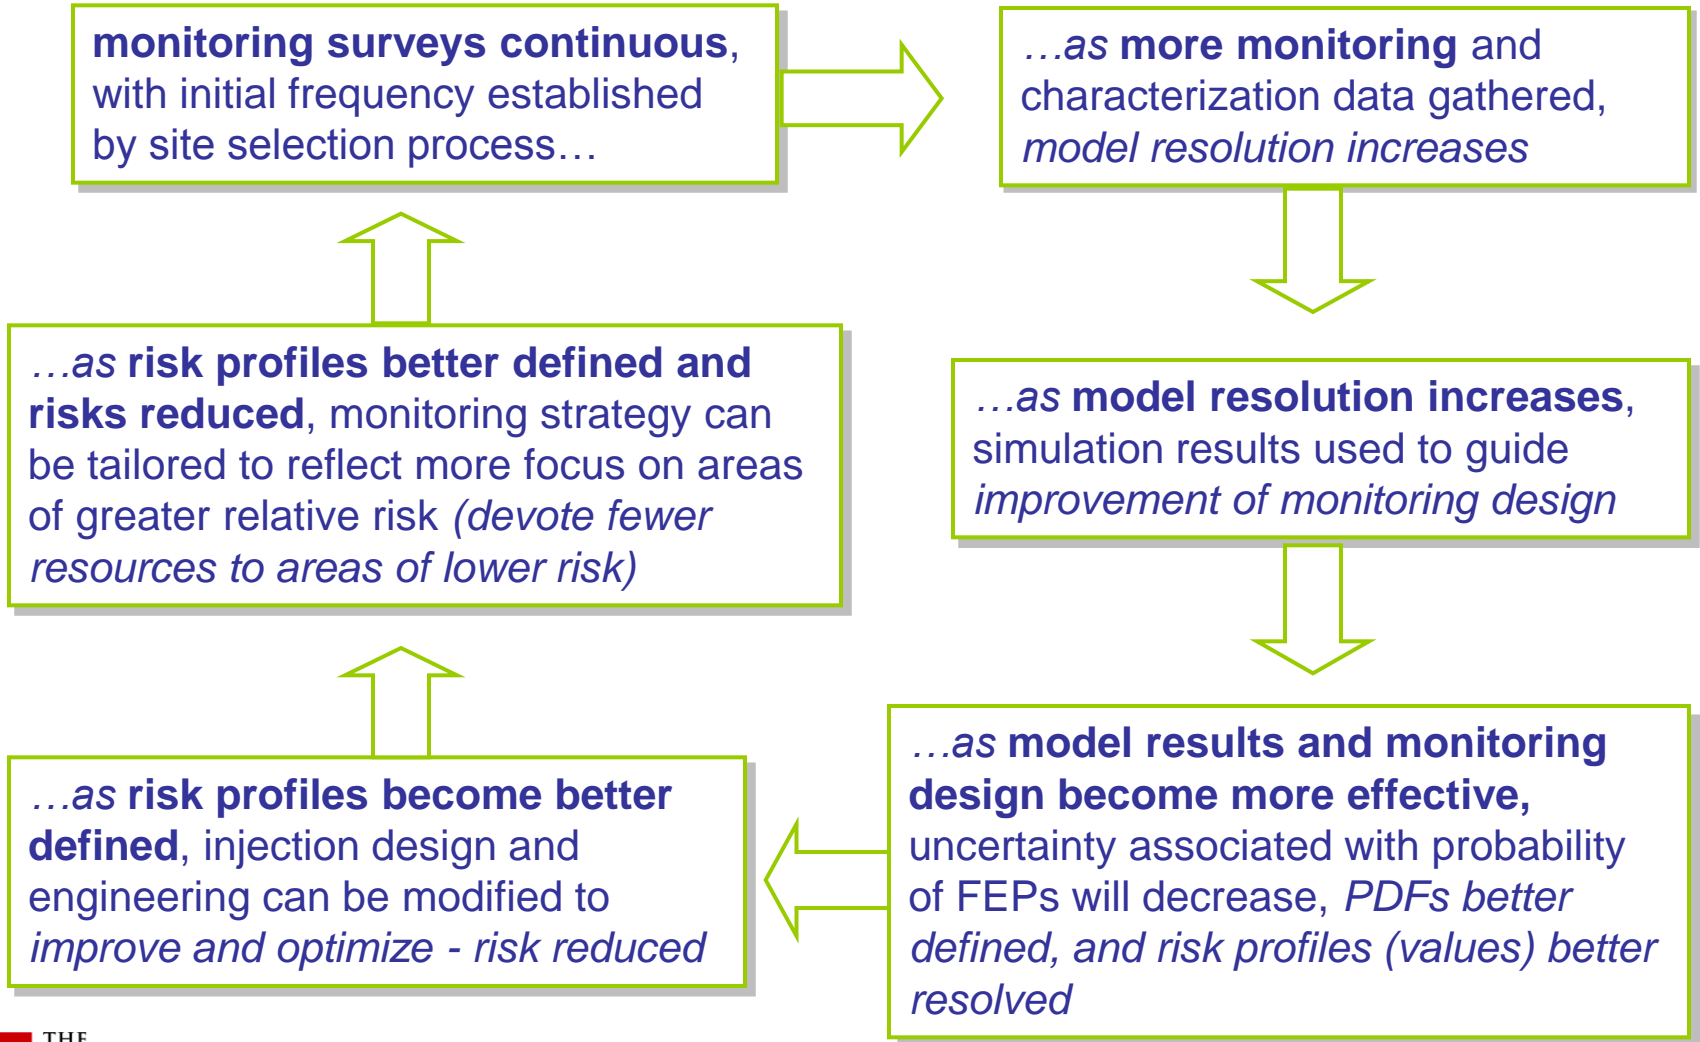 monitoring surveys continuous,
with initial frequency established
by site selection process…
…as more monitoring and
characterization data gathered,
model resolution increases
…as model resolution increases,
simulation results used to guide
improvement of monitoring design
…as model results and monitoring
design become more effective,
uncertainty associated with probability
of FEPs will decrease, PDFs better
defined, and risk profiles (values) better
resolved
…as risk profiles become better
defined, injection design and
engineering can be modified to
improve and optimize - risk reduced
…as risk profiles better defined and
risks reduced, monitoring strategy can
be tailored to reflect more focus on areas
of greater relative risk (devote fewer
resources to areas of lower risk)
THE